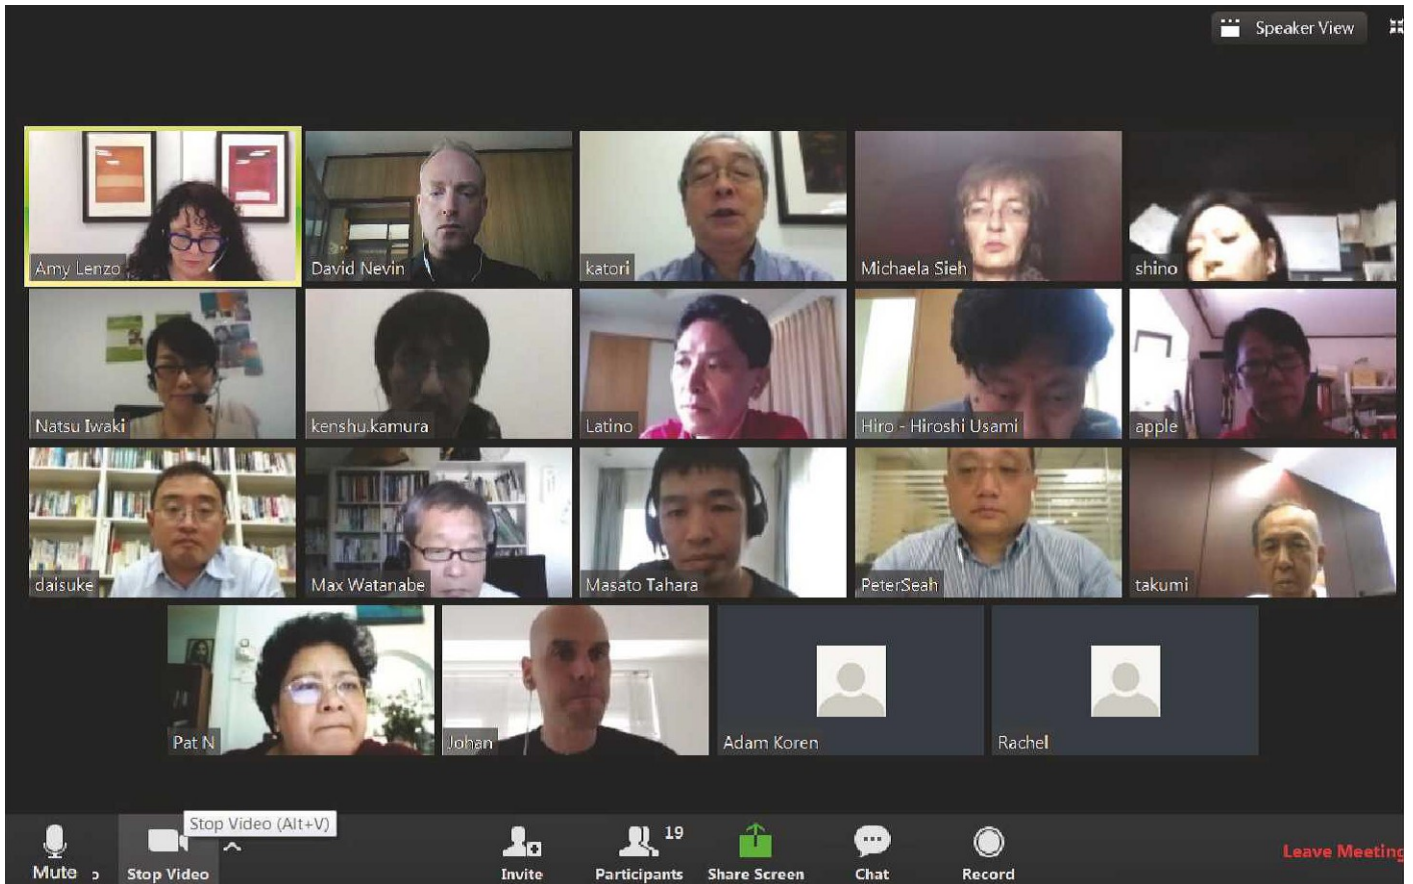 Speaker View
Amy Lenzo
David Nevin
katori
Michaela Sieh
shino
Natsu Iwaki
kenshu.kamura
Latino
Hiro - Hiroshi Usami
apple
daisuke
Max Watanabe
Masato Tahara
PeterSeah
takumi
Pat N
Johan
Adam Koren
Rachel
Stop Video (Alt+V)
19
Mute
Stop Video
Invite
Participants
Share Screen
Chat
Record
Leave Meeting